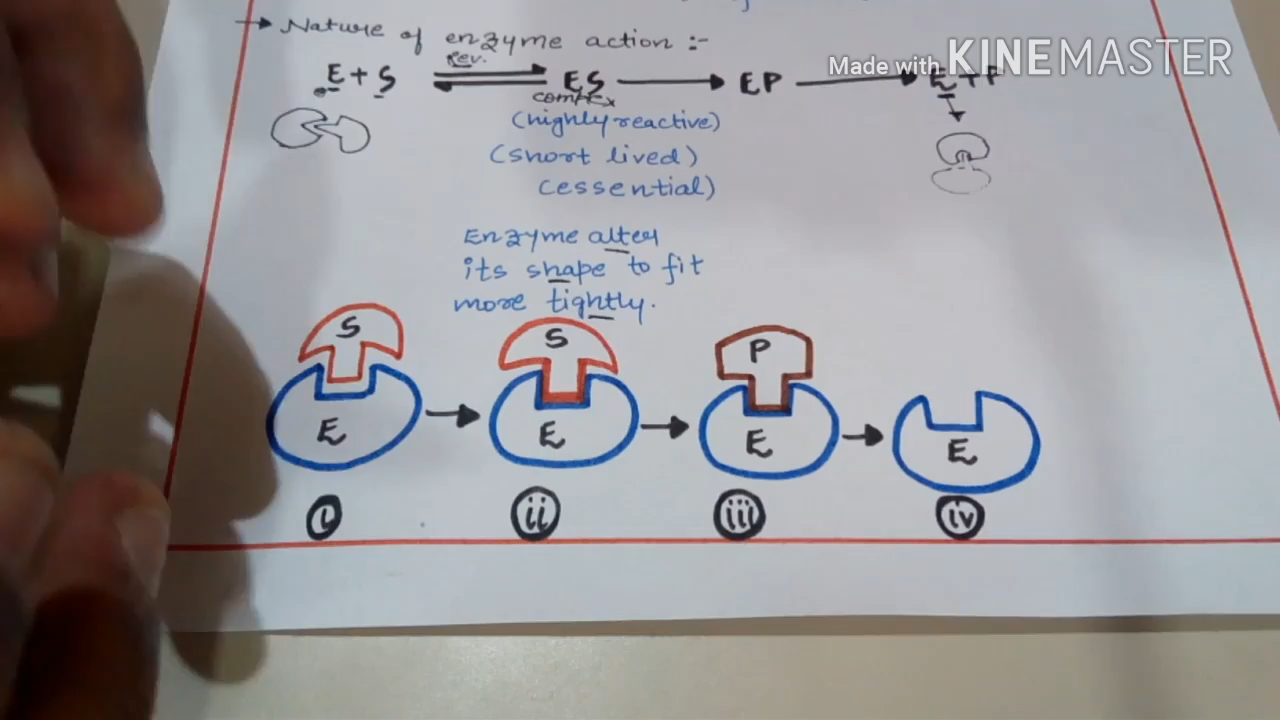 → Nature of enzyme action :-
Made with KINEMASTER
Rev.
E + S ⇌ ES → EP → E + P
complex
(highly reactive)
(short lived)
(essential)
Enzyme alter
its shape to fit
more tightly.
S S P
E E E E
i ii iii iv